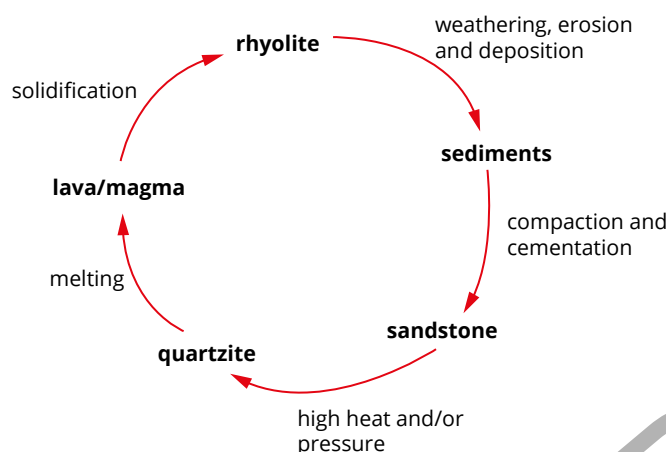 rhyolite
weathering, erosion
and deposition
sediments
compaction and
cementation
sandstone
high heat and/or
pressure
quartzite
melting
lava/magma
solidification